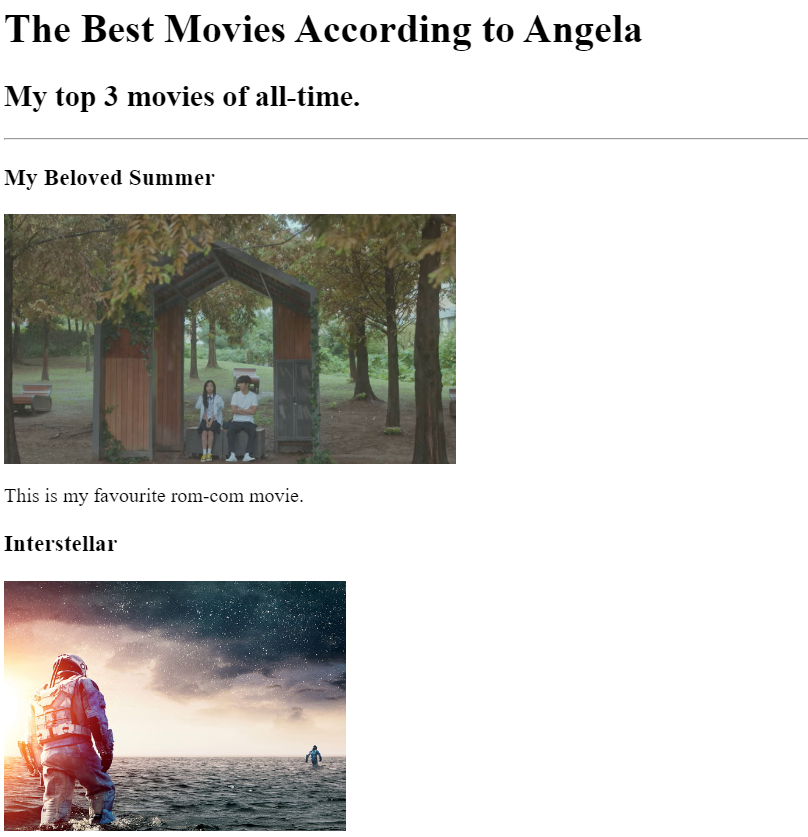 The Best Movies According to Angela
My top 3 movies of all-time.
My Beloved Summer
This is my favourite rom-com movie.
Interstellar